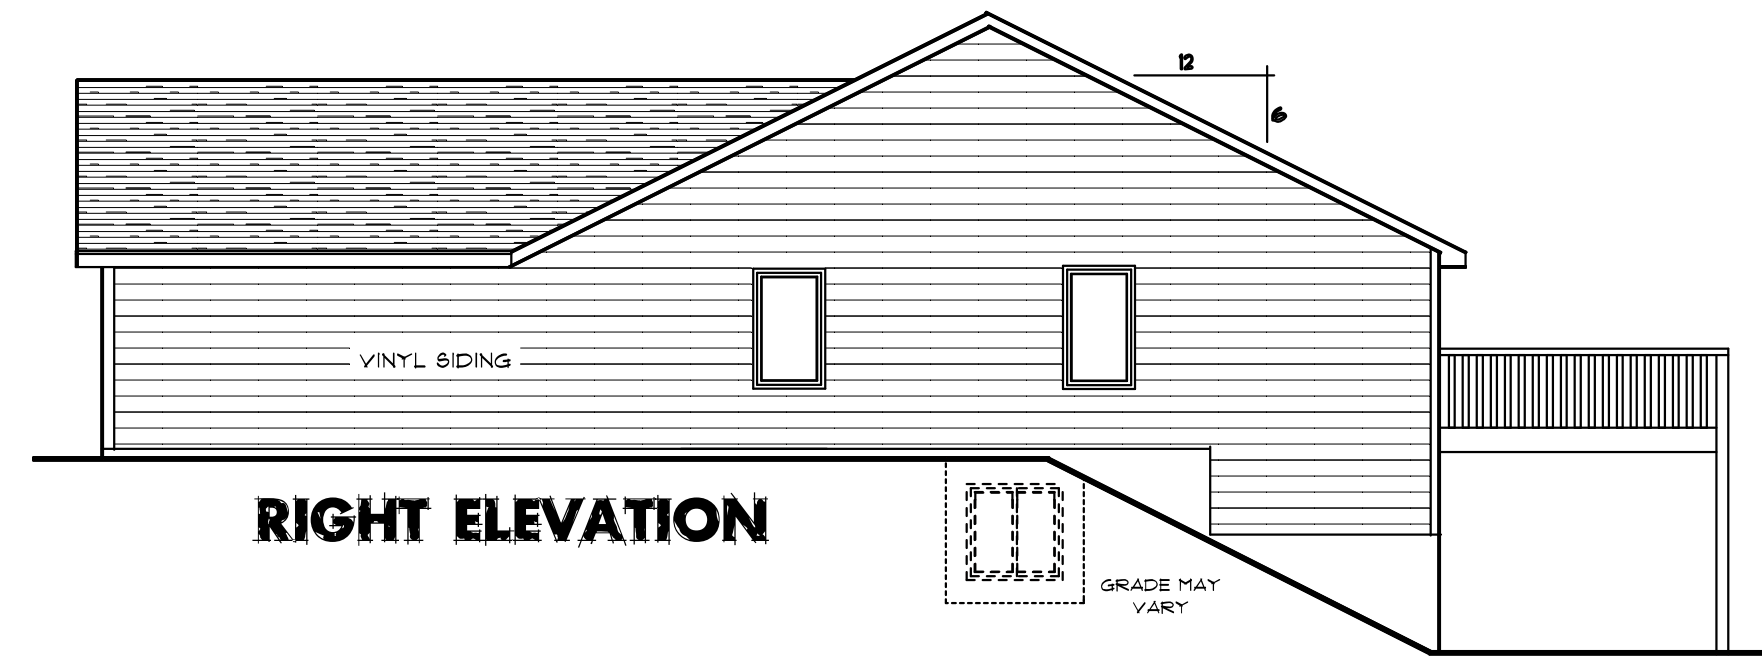 12
6
VINYL SIDING
RIGHT ELEVATION
GRADE MAY
VARY